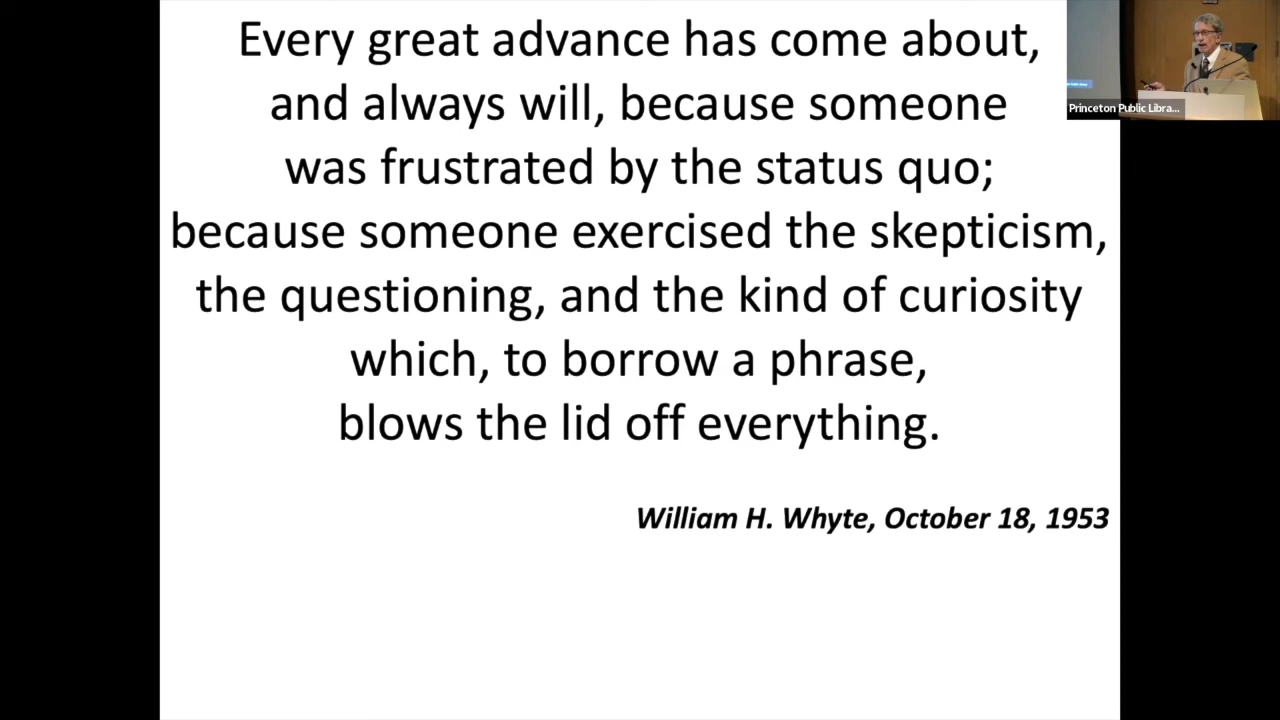 Every great advance has come about,
and always will, because someone
was frustrated by the status quo;
because someone exercised the skepticism,
the questioning, and the kind of curiosity
which, to borrow a phrase,
blows the lid off everything.
William H. Whyte, October 18, 1953
Princeton Public Libra...